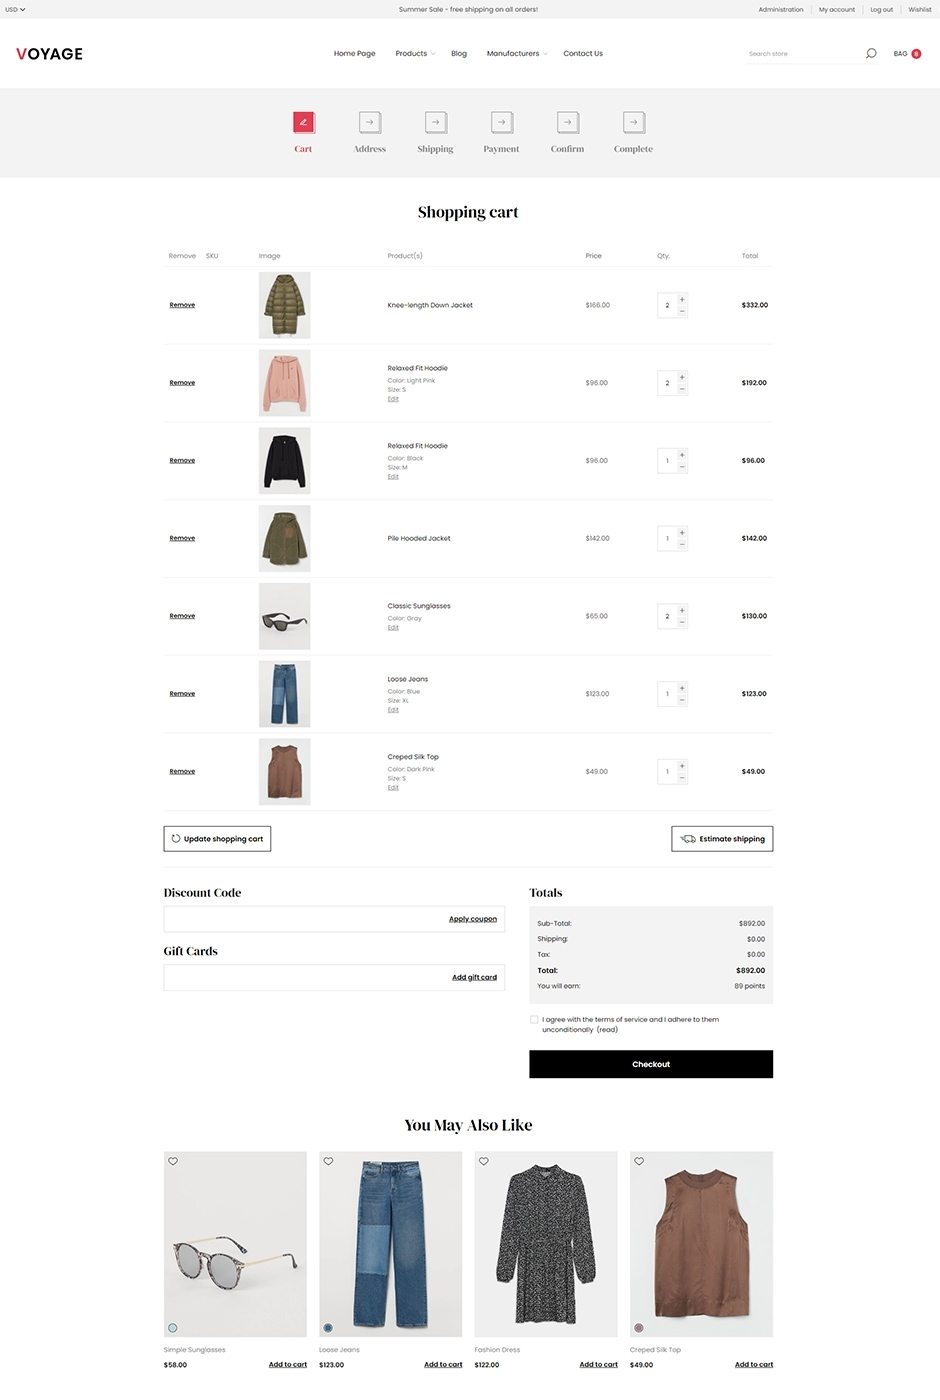 USD
Summer Sale - free shipping on all orders!
Administration
My account
Log out
Wishlist
VOYAGE
Home Page
Products
Blog
Manufacturers
Contact Us
Search store
BAG
Cart
Address
Shipping
Payment
Confirm
Complete
Shopping cart
Remove SKU Image Product(s) Price Qty. Total
Remove Knee-length Down Jacket $166.00 2 + − $332.00
Relaxed Fit Hoodie
Color: Light Pink
Remove $96.00 2 + − $192.00
Size: S
Edit
Relaxed Fit Hoodie
Color: Black
Remove $96.00 1 + − $96.00
Size: M
Edit
Remove Pile Hooded Jacket $142.00 1 + − $142.00
Classic Sunglasses
Remove Color: Gray $65.00 2 + − $130.00
Edit
Loose Jeans
Color: Blue
Remove $123.00 1 + − $123.00
Size: XL
Edit
Creped Silk Top
Color: Dark Pink
Remove $49.00 1 + − $49.00
Size: S
Edit
Update shopping cart
Estimate shipping
Discount Code
Apply coupon
Gift Cards
Add gift card
Totals
Sub-Total: $892.00
Shipping: $0.00
Tax: $0.00
Total: $892.00
You will earn: 89 points
I agree with the terms of service and I adhere to them
unconditionally (read)
Checkout
You May Also Like
Simple Sunglasses
$58.00 Add to cart
Loose Jeans
$123.00 Add to cart
Fashion Dress
$122.00 Add to cart
Creped Silk Top
$49.00 Add to cart